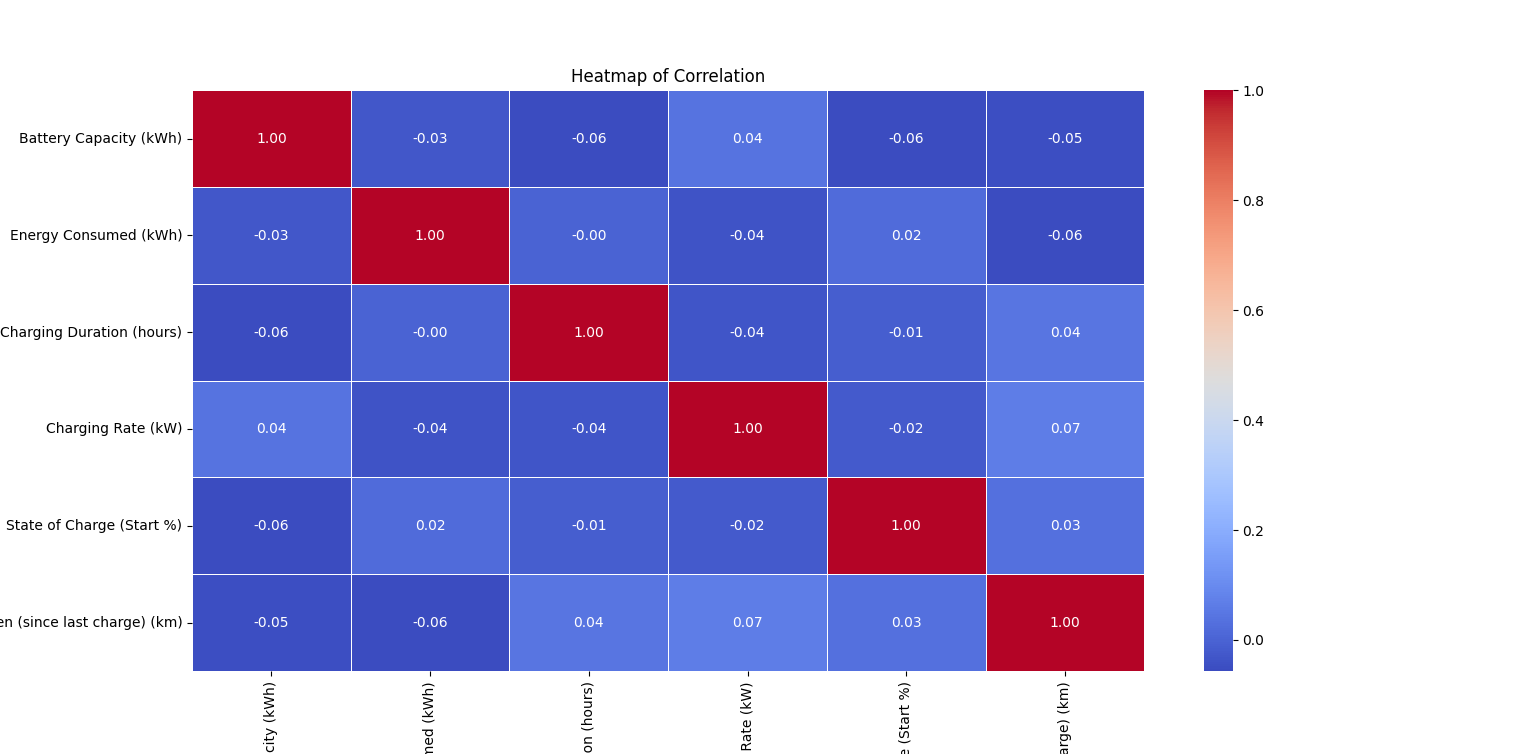 Heatmap of Correlation
1.0
Battery Capacity (kWh) 1.00 -0.03 -0.06 0.04 -0.06 -0.05
0.8
Energy Consumed (kWh) -0.03 1.00 -0.00 -0.04 0.02 -0.06
0.6
Charging Duration (hours) -0.06 -0.00 1.00 -0.04 -0.01 0.04
0.4
Charging Rate (kW) 0.04 -0.04 -0.04 1.00 -0.02 0.07
0.2
State of Charge (Start %) -0.06 0.02 -0.01 -0.02 1.00 0.03
en (since last charge) (km) -0.05 -0.06 0.04 0.07 0.03 1.00
0.0
city (kWh)
med (kWh)
on (hours)
Rate (kW)
e (Start %)
arge) (km)